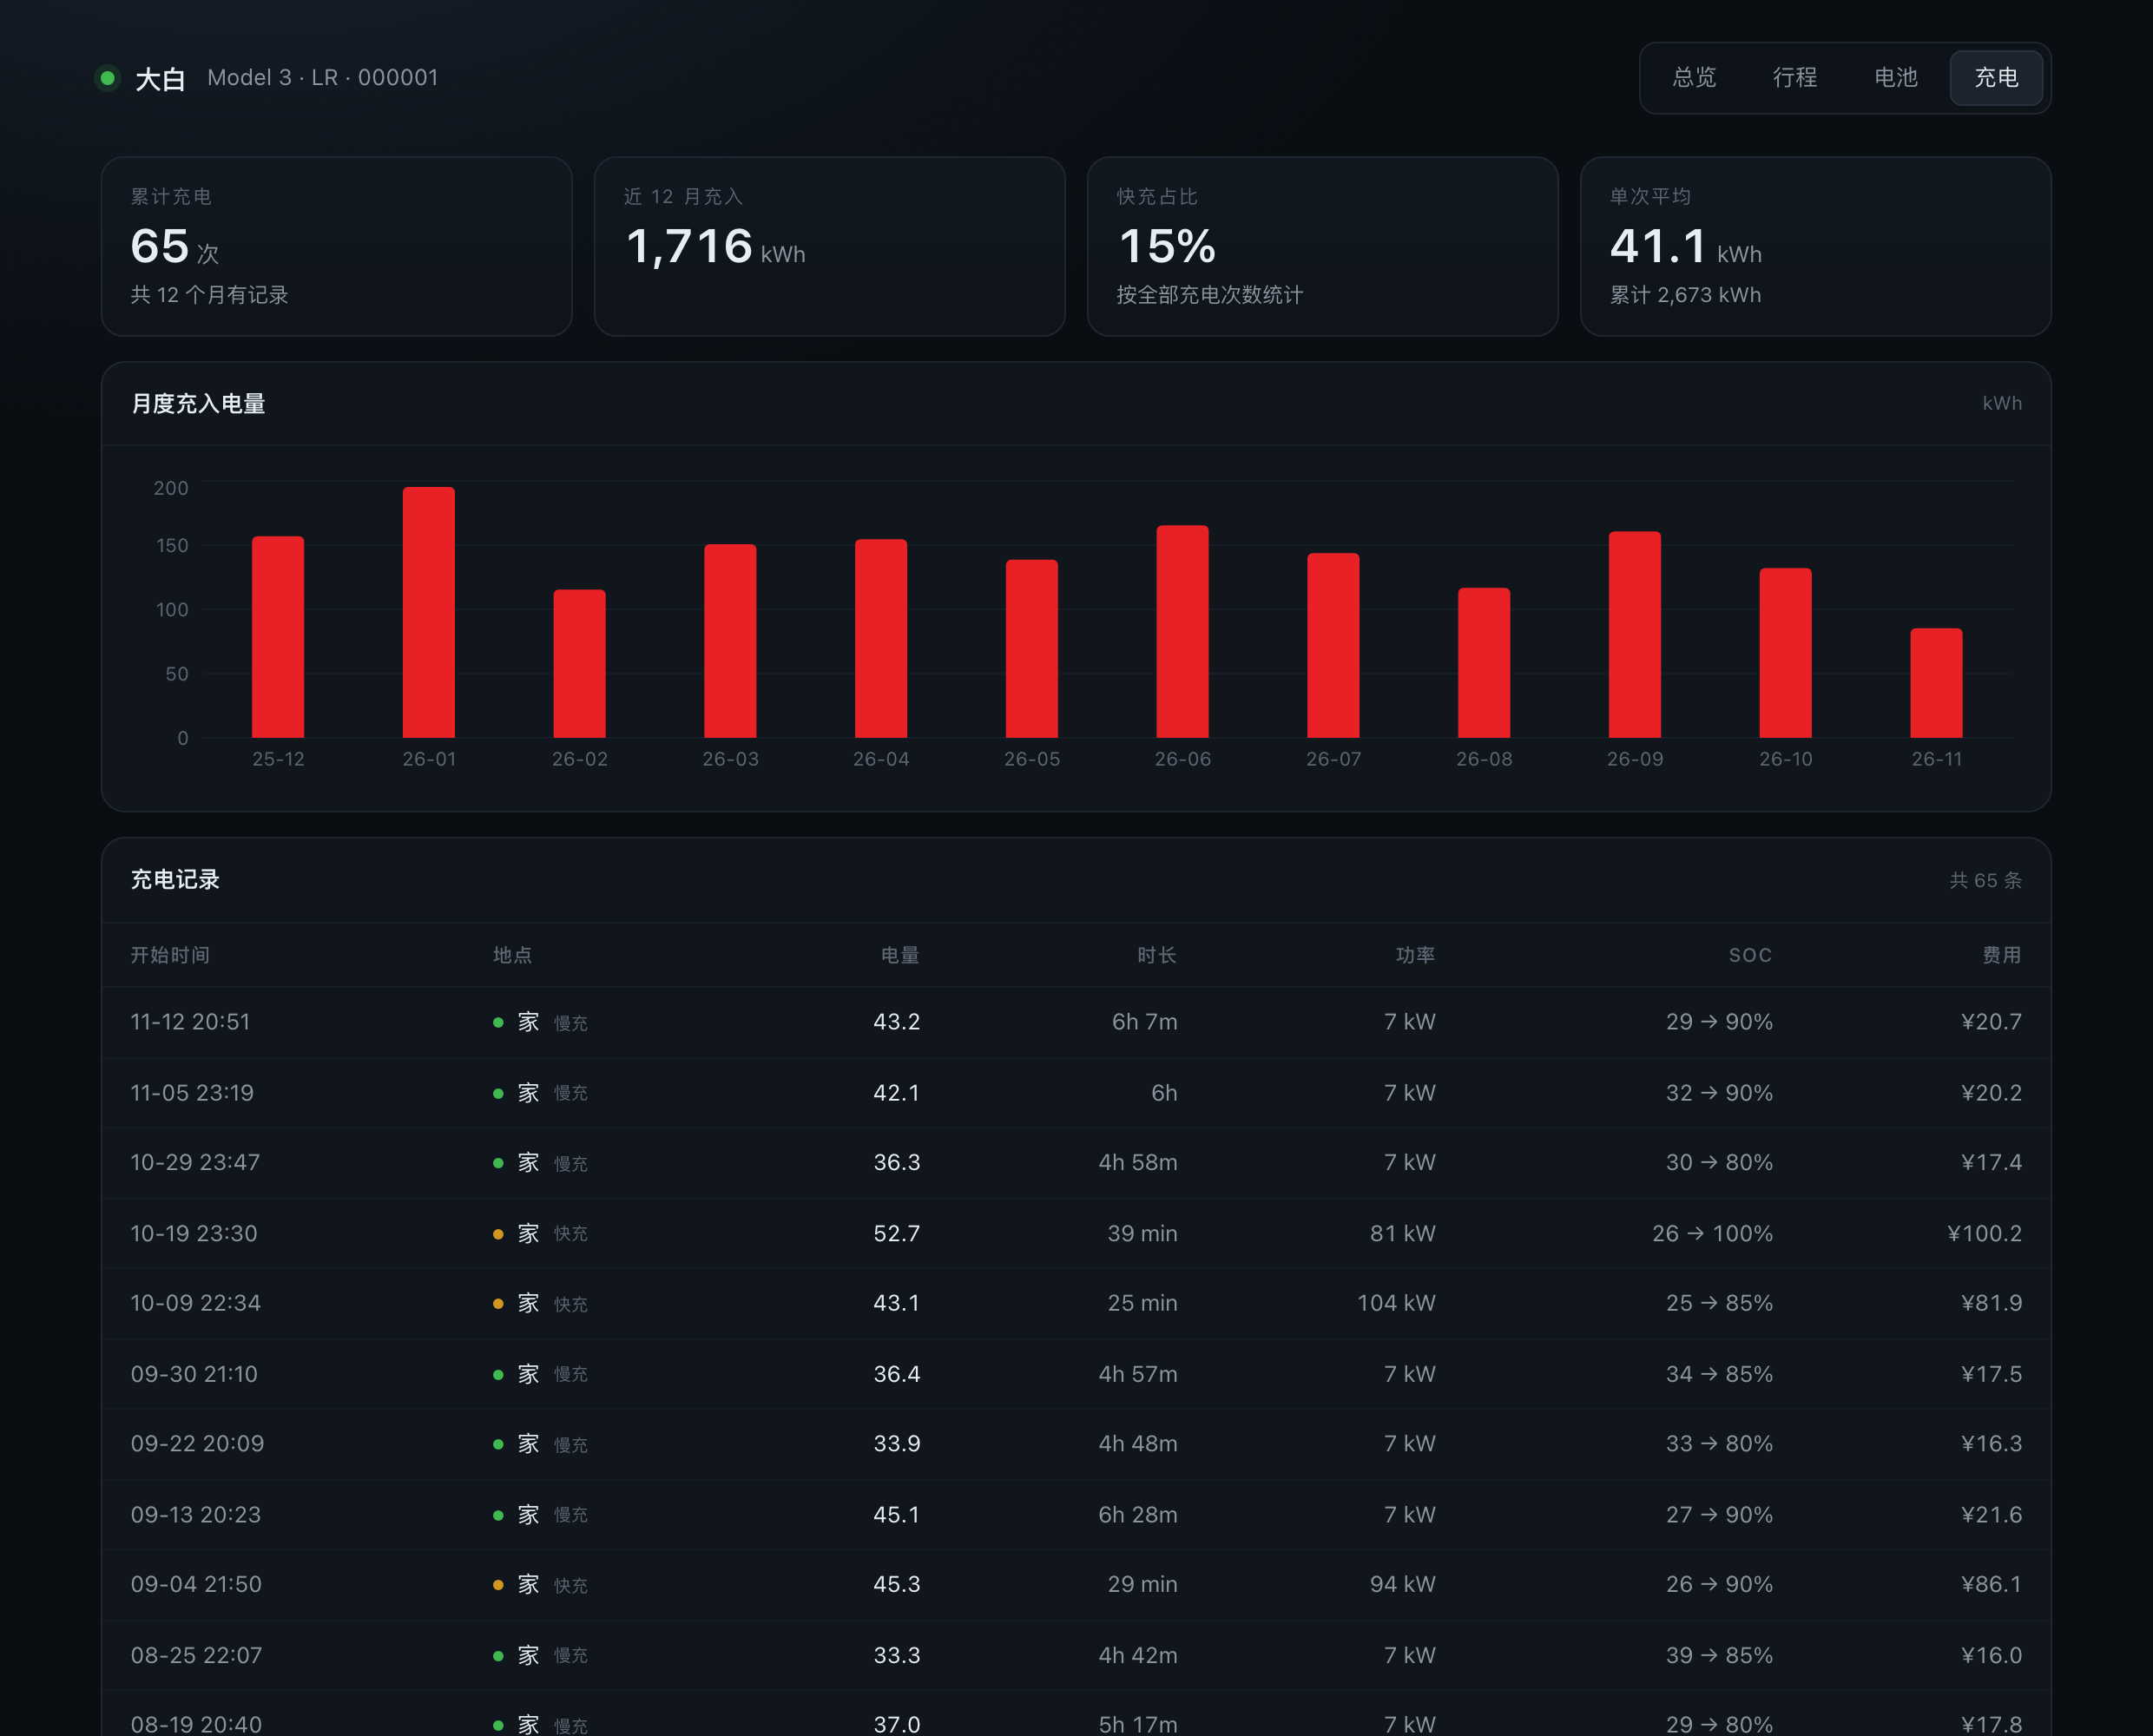 大白 Model 3 · LR · 000001
总览 行程 电池 充电
累计充电
65 次
共 12 个月有记录
近 12 月充入
1,716 kWh
快充占比
15%
按全部充电次数统计
单次平均
41.1 kWh
累计 2,673 kWh
月度充入电量 kWh
200
150
100
50
0
25-12 26-01 26-02 26-03 26-04 26-05 26-06 26-07 26-08 26-09 26-10 26-11
充电记录 共 65 条
开始时间 地点 电量 时长 功率 SOC 费用
11-12 20:51 家 慢充 43.2 6h 7m 7 kW 29 → 90% ¥20.7
11-05 23:19 家 慢充 42.1 6h 7 kW 32 → 90% ¥20.2
10-29 23:47 家 慢充 36.3 4h 58m 7 kW 30 → 80% ¥17.4
10-19 23:30 家 快充 52.7 39 min 81 kW 26 → 100% ¥100.2
10-09 22:34 家 快充 43.1 25 min 104 kW 25 → 85% ¥81.9
09-30 21:10 家 慢充 36.4 4h 57m 7 kW 34 → 85% ¥17.5
09-22 20:09 家 慢充 33.9 4h 48m 7 kW 33 → 80% ¥16.3
09-13 20:23 家 慢充 45.1 6h 28m 7 kW 27 → 90% ¥21.6
09-04 21:50 家 快充 45.3 29 min 94 kW 26 → 90% ¥86.1
08-25 22:07 家 慢充 33.3 4h 42m 7 kW 39 → 85% ¥16.0
08-19 20:40 家 慢充 37.0 5h 17m 7 kW 29 → 80% ¥17.8